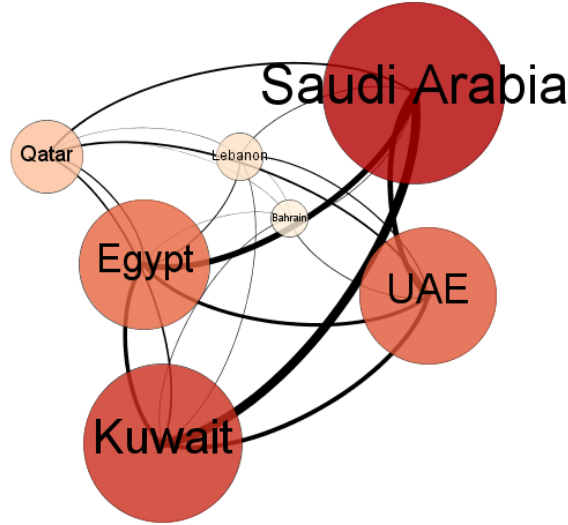 Saudi Arabia
Qatar
Lebanon
Bahrain
Egypt
UAE
Kuwait